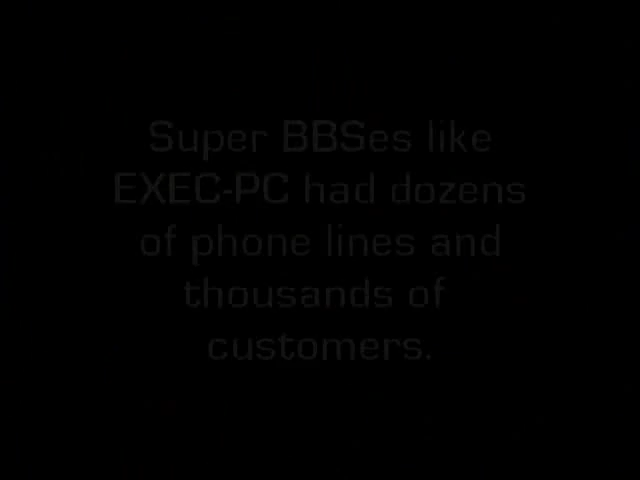 Super BBSes like
EXEC-PC had dozens
of phone lines and
thousands of
customers.